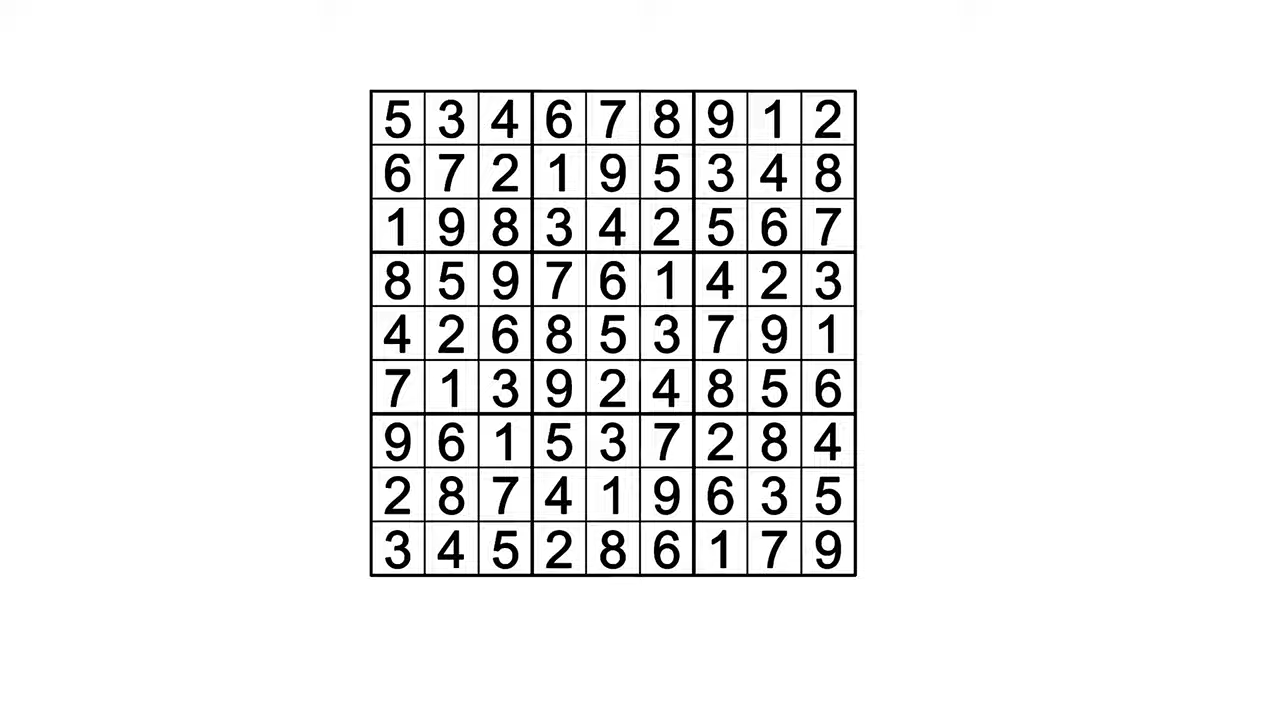 5 3 4 6 7 8 9 1 2
6 7 2 1 9 5 3 4 8
1 9 8 3 4 2 5 6 7
8 5 9 7 6 1 4 2 3
4 2 6 8 5 3 7 9 1
7 1 3 9 2 4 8 5 6
9 6 1 5 3 7 2 8 4
2 8 7 4 1 9 6 3 5
3 4 5 2 8 6 1 7 9